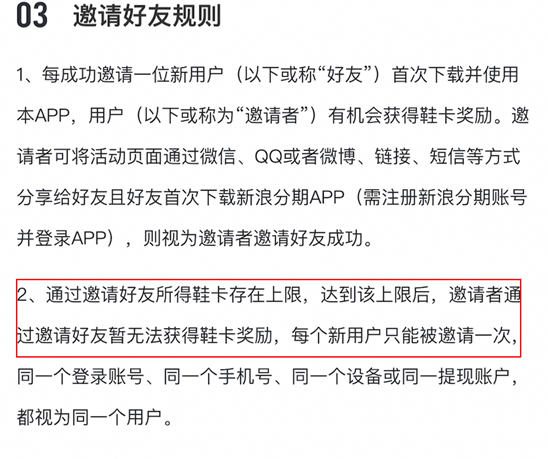 03 邀请好友规则
1、每成功邀请一位新用户（以下或称“好友”）首次下载并使用
本APP，用户（以下或称为“邀请者”）有机会获得鞋卡奖励。邀
请者可将活动页面通过微信、QQ或者微博、链接、短信等方式
分享给好友且好友首次下载新浪分期APP（需注册新浪分期账号
并登录APP），则视为邀请者邀请好友成功。
2、通过邀请好友所得鞋卡存在上限，达到该上限后，邀请者通
过邀请好友暂无法获得鞋卡奖励，每个新用户只能被邀请一次，
同一个登录账号、同一个手机号、同一个设备或同一提现账户，
都视为同一个用户。